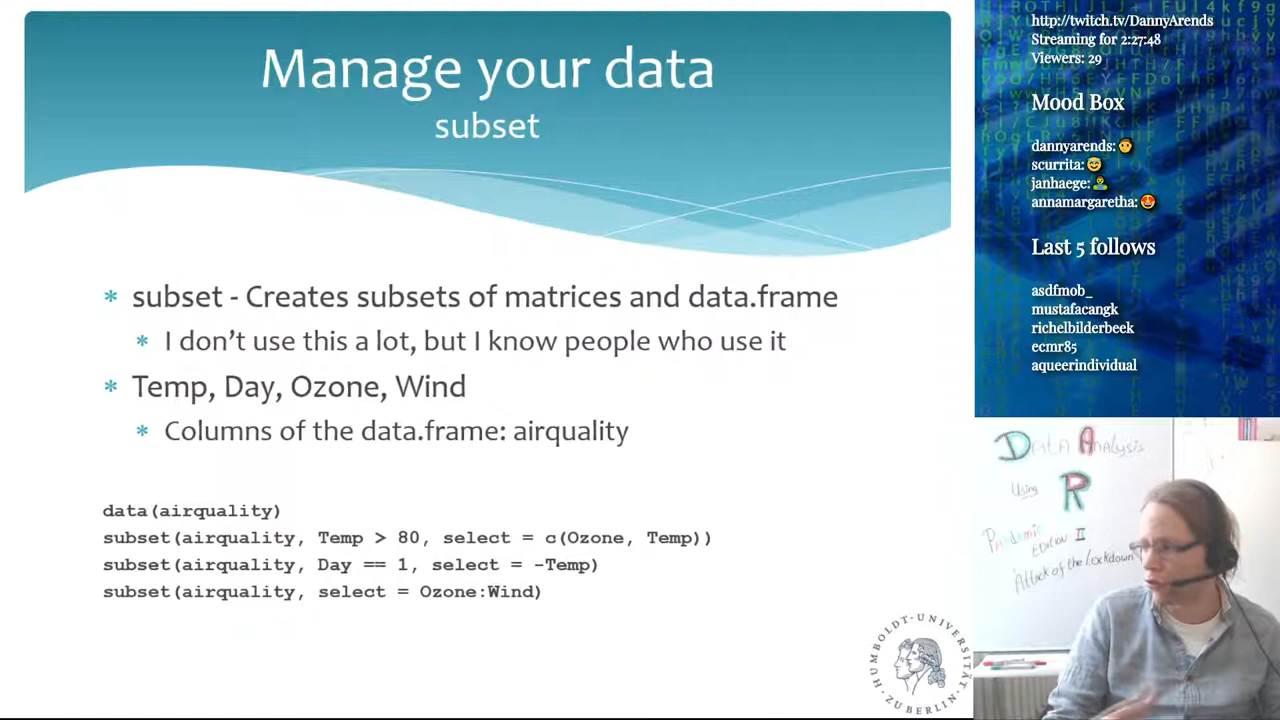 Manage your data
subset
* subset - Creates subsets of matrices and data.frame
* I don't use this a lot, but I know people who use it
* Temp, Day, Ozone, Wind
* Columns of the data.frame: airquality
data(airquality)
subset(airquality, Temp > 80, select = c(Ozone, Temp))
subset(airquality, Day == 1, select = -Temp)
subset(airquality, select = Ozone:Wind)
HUMBOLDT-UNIVERSITÄT
ZU BERLIN
http://twitch.tv/DannyArends
Streaming for 2:27:48
Viewers: 29
Mood Box
dannyarends:
scurrita:
janhaege:
annamargaretha:
Last 5 follows
asdfmob_
mustafacangk
richelbilderbeek
ecmr85
aqueerindividual
DATA ANALYSIS
Using R
Pandemic
EDITION II
'Attack of the Lockdown